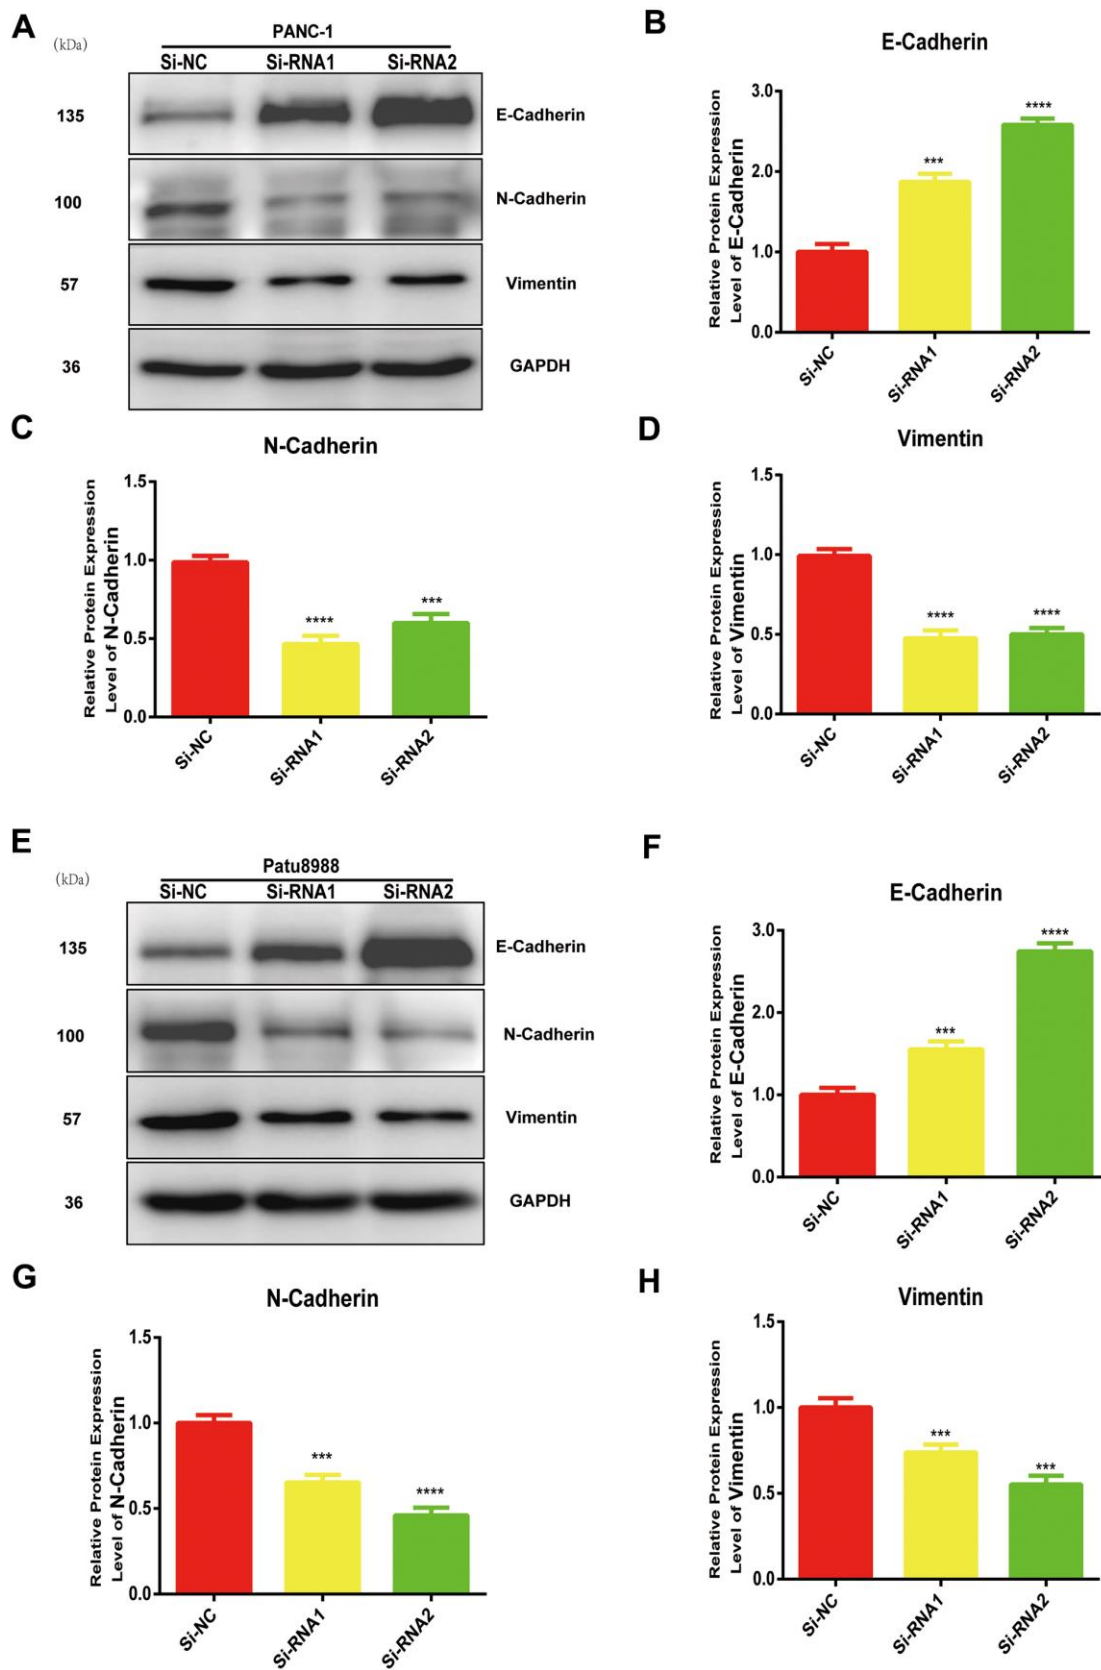 A
(kDa)
PANC-1
Si-NC Si-RNA1 Si-RNA2
135 E-Cadherin
100 N-Cadherin
57 Vimentin
36 GAPDH
B
E-Cadherin
Relative Protein Expression
Level of E-Cadherin
3.0
2.0
1.0
0.0
***
****
Si-NC Si-RNA1 Si-RNA2
C
N-Cadherin
Relative Protein Expression
Level of N-Cadherin
1.5
1.0
0.5
0.0
****
***
Si-NC Si-RNA1 Si-RNA2
D
Vimentin
Relative Protein Expression
Level of Vimentin
1.5
1.0
0.5
0.0
****
****
Si-NC Si-RNA1 Si-RNA2
E
(kDa)
Patu8988
Si-NC Si-RNA1 Si-RNA2
135 E-Cadherin
100 N-Cadherin
57 Vimentin
36 GAPDH
F
E-Cadherin
Relative Protein Expression
Level of E-Cadherin
3.0
2.0
1.0
0.0
***
****
Si-NC Si-RNA1 Si-RNA2
G
N-Cadherin
Relative Protein Expression
Level of N-Cadherin
1.5
1.0
0.5
0.0
***
****
Si-NC Si-RNA1 Si-RNA2
H
Vimentin
Relative Protein Expression
Level of Vimentin
1.5
1.0
0.5
0.0
***
***
Si-NC Si-RNA1 Si-RNA2